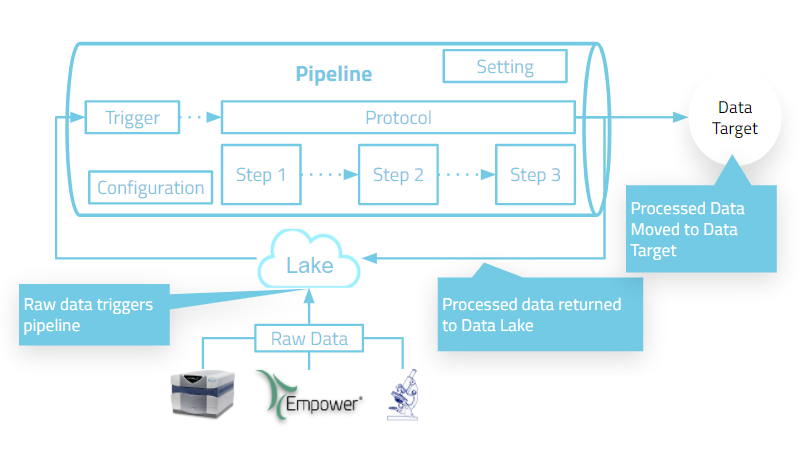 Pipeline
Setting
Trigger
Protocol
Data
Target
Configuration
Step 1
Step 2
Step 3
Processed Data
Moved to Data
Target
Lake
Raw data triggers
pipeline
Processed data returned
to Data Lake
Raw Data
Empower®